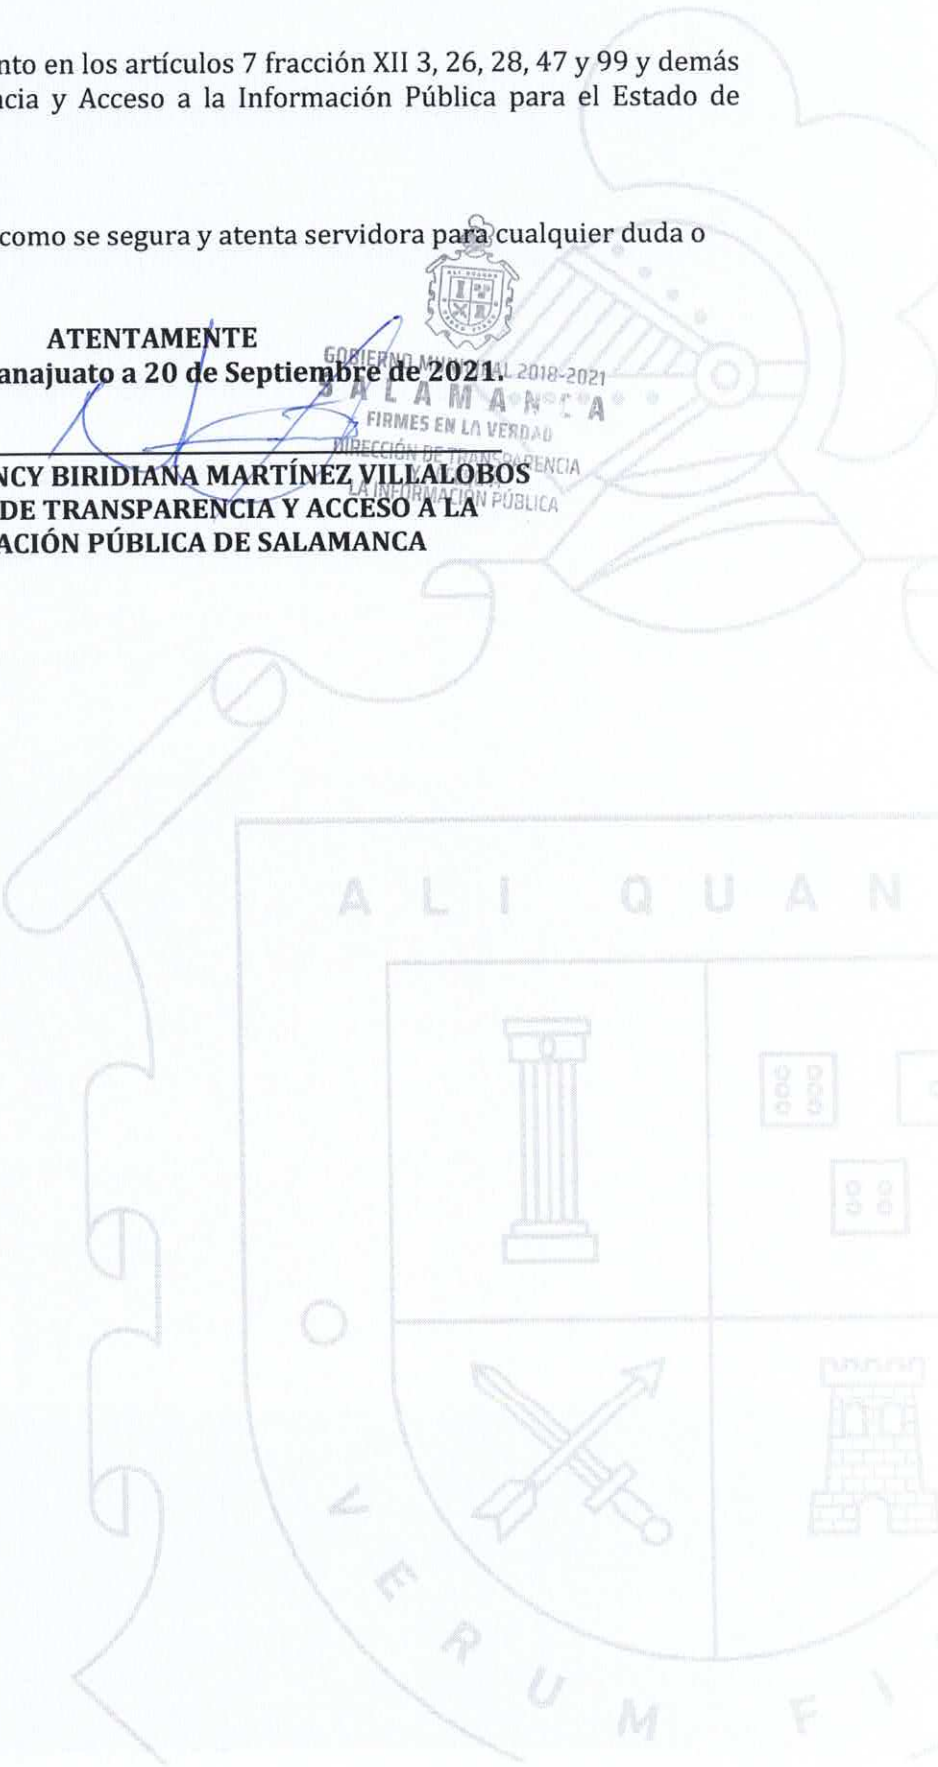 nto en los artículos 7 fracción XII 3, 26, 28, 47 y 99 y demás
ncia y Acceso a la Información Pública para el Estado de
como se segura y atenta servidora para cualquier duda o
ATENTAMENTE
anajuato a 20 de Septiembre de 2021.
GOBIERNO MUNICIPAL 2018-2021
SALAMANCA
FIRMES EN LA VERDAD
DIRECCIÓN DE TRANSPARENCIA
LA INFORMACIÓN PÚBLICA
NCY BIRIDIANA MARTÍNEZ VILLALOBOS
DE TRANSPARENCIA Y ACCESO A LA
ACIÓN PÚBLICA DE SALAMANCA
ALI QUAN
VERUM FI